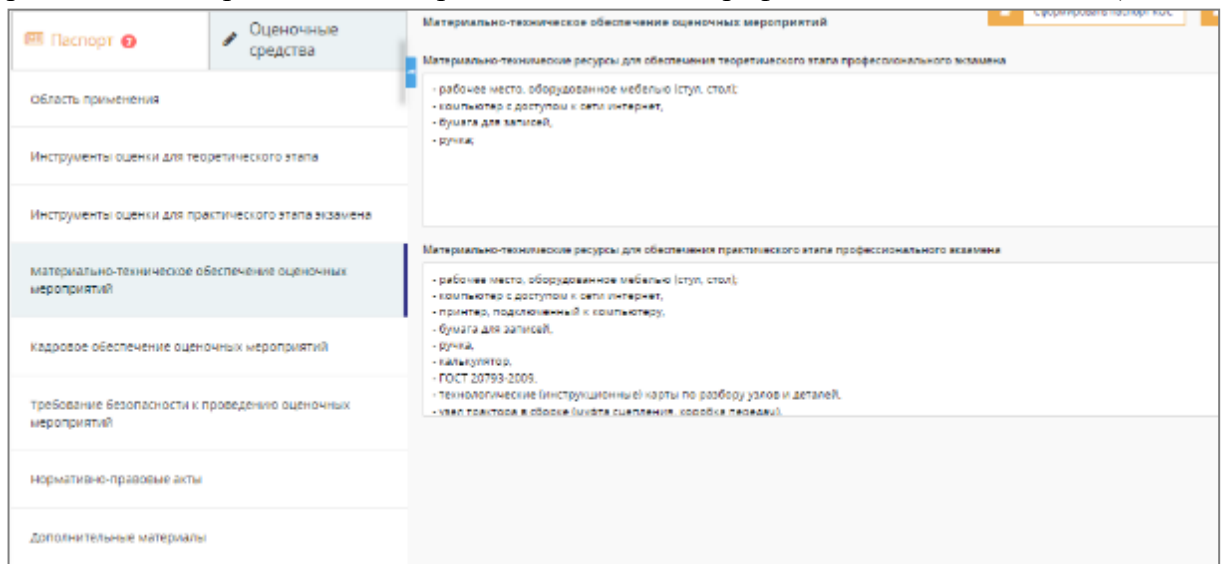 Паспорт 7
Оценочные
средства
Область применения
Инструменты оценки для теоретического этапа
Инструменты оценки для практического этапа экзамена
Материально-техническое обеспечение оценочных
мероприятий
Кадровое обеспечение оценочных мероприятий
Требование безопасности к проведению оценочных
мероприятий
Нормативно-правовые акты
Дополнительные материалы
Материально-техническое обеспечение оценочных мероприятий
Сформировать паспорт КОС
Материально-технические ресурсы для обеспечения теоретического этапа профессионального экзамена
- рабочее место, оборудованное мебелью (стул, стол);
- компьютер с доступом к сети интернет,
- бумага для записей,
- ручка;
Материально-технические ресурсы для обеспечения практического этапа профессионального экзамена
- рабочее место, оборудованное мебелью (стул, стол);
- компьютер с доступом к сети интернет,
- принтер, подключенный к компьютеру,
- бумага для записей,
- ручка,
- калькулятор,
- ГОСТ 20793-2009,
- технологические (инструкционные) карты по разбору узлов и деталей,
- узел трактора в сборке (муфта сцепления, коробка передач),